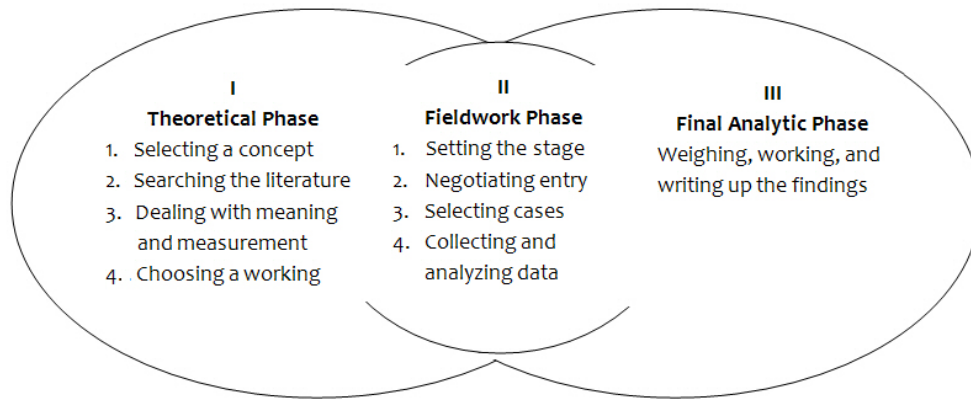 I
Theoretical Phase
1. Selecting a concept
2. Searching the literature
3. Dealing with meaning
and measurement
4. Choosing a working
II
Fieldwork Phase
1. Setting the stage
2. Negotiating entry
3. Selecting cases
4. Collecting and
analyzing data
III
Final Analytic Phase
Weighing, working, and
writing up the findings